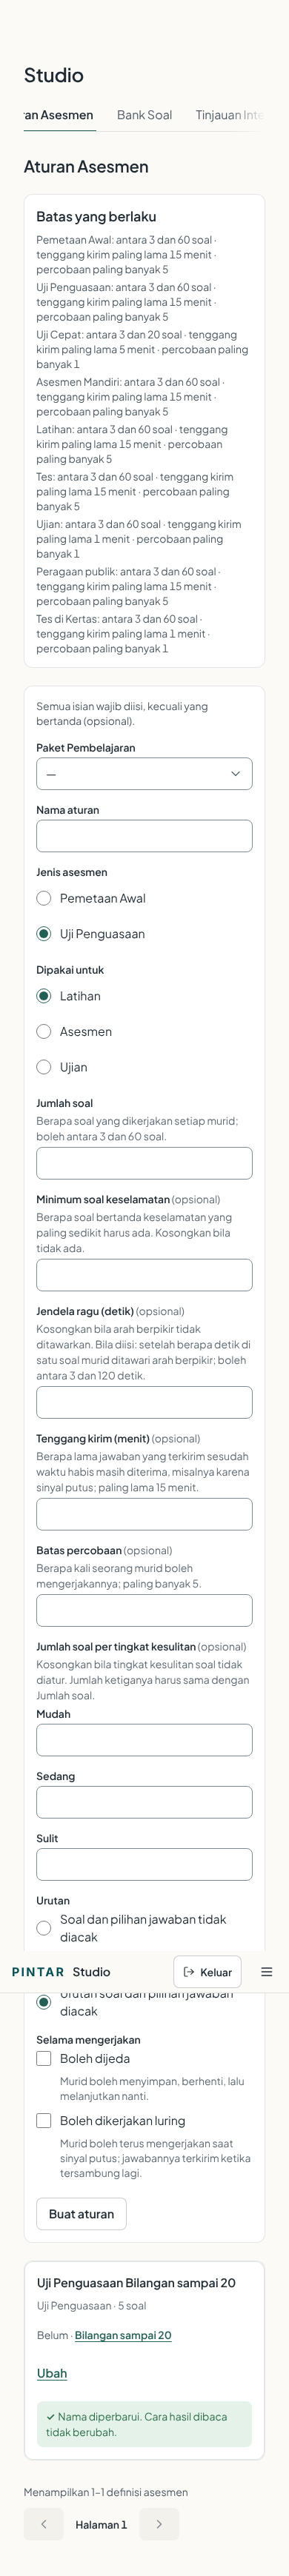 Studio
an Asesmen
Bank Soal
Tinjauan Inte
Aturan Asesmen
Batas yang berlaku
Pemetaan Awal: antara 3 dan 60 soal ·
tenggang kirim paling lama 15 menit ·
percobaan paling banyak 5
Uji Penguasaan: antara 3 dan 60 soal ·
tenggang kirim paling lama 15 menit ·
percobaan paling banyak 5
Uji Cepat: antara 3 dan 20 soal · tenggang
kirim paling lama 5 menit · percobaan paling
banyak 1
Asesmen Mandiri: antara 3 dan 60 soal ·
tenggang kirim paling lama 15 menit ·
percobaan paling banyak 5
Latihan: antara 3 dan 60 soal · tenggang
kirim paling lama 15 menit · percobaan
paling banyak 5
Tes: antara 3 dan 60 soal · tenggang kirim
paling lama 15 menit · percobaan paling
banyak 5
Ujian: antara 3 dan 60 soal · tenggang kirim
paling lama 1 menit · percobaan paling
banyak 1
Peragaan publik: antara 3 dan 60 soal ·
tenggang kirim paling lama 15 menit ·
percobaan paling banyak 5
Tes di Kertas: antara 3 dan 60 soal ·
tenggang kirim paling lama 1 menit ·
percobaan paling banyak 1
Semua isian wajib diisi, kecuali yang
bertanda (opsional).
Paket Pembelajaran
—
Nama aturan
Jenis asesmen
Pemetaan Awal
Uji Penguasaan
Dipakai untuk
Latihan
Asesmen
Ujian
Jumlah soal
Berapa soal yang dikerjakan setiap murid;
boleh antara 3 dan 60 soal.
Minimum soal keselamatan (opsional)
Berapa soal bertanda keselamatan yang
paling sedikit harus ada. Kosongkan bila
tidak ada.
Jendela ragu (detik) (opsional)
Kosongkan bila arah berpikir tidak
ditawarkan. Bila diisi: setelah berapa detik di
satu soal murid ditawari arah berpikir; boleh
antara 3 dan 120 detik.
Tenggang kirim (menit) (opsional)
Berapa lama jawaban yang terkirim sesudah
waktu habis masih diterima, misalnya karena
sinyal putus; paling lama 15 menit.
Batas percobaan (opsional)
Berapa kali seorang murid boleh
mengerjakannya; paling banyak 5.
Jumlah soal per tingkat kesulitan (opsional)
Kosongkan bila tingkat kesulitan soal tidak
diatur. Jumlah ketiganya harus sama dengan
Jumlah soal.
Mudah
Sedang
Sulit
Urutan
Soal dan pilihan jawaban tidak
diacak
PINTAR Studio
Keluar
Urutan soal dan pilihan jawaban
diacak
Selama mengerjakan
Boleh dijeda
Murid boleh menyimpan, berhenti, lalu
melanjutkan nanti.
Boleh dikerjakan luring
Murid boleh terus mengerjakan saat
sinyal putus; jawabannya terkirim ketika
tersambung lagi.
Buat aturan
Uji Penguasaan Bilangan sampai 20
Uji Penguasaan · 5 soal
Belum · Bilangan sampai 20
Ubah
✓ Nama diperbarui. Cara hasil dibaca
tidak berubah.
Menampilkan 1–1 definisi asesmen
Halaman 1